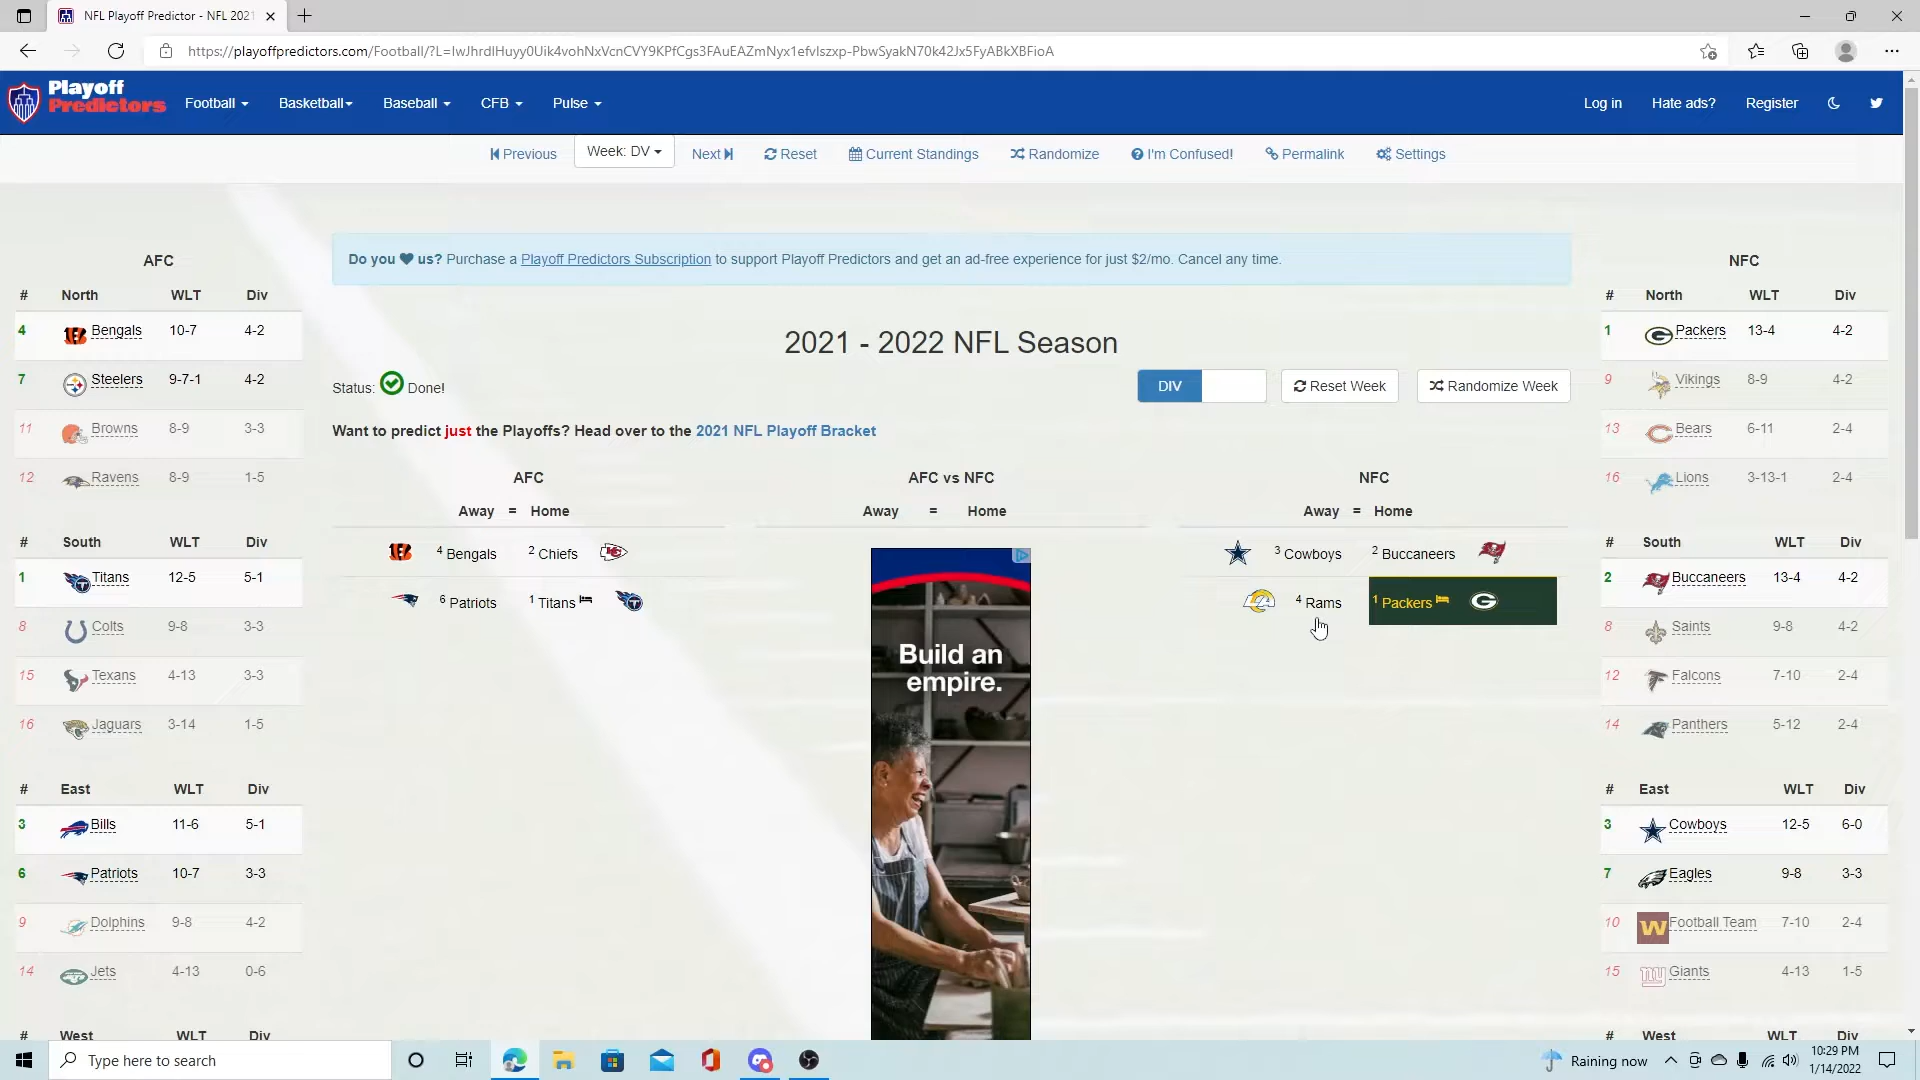 NFL Playoff Predictor - NFL 2021
https://playoffpredictors.com/Football/?L=IwJhrdIHuyy0Uik4vohNxVcnCVY9KPfCgs3FAuEAZmNyx1efvIszxp-PbwSyakN70k42Jx5FyABkXBFioA
Playoff
Predictors
Football Basketball Baseball CFB Pulse Log in Hate ads? Register
Previous Week: DV Next Reset Current Standings Randomize I'm Confused! Permalink Settings
Do you us? Purchase a Playoff Predictors Subscription to support Playoff Predictors and get an ad-free experience for just $2/mo. Cancel any time.
2021 - 2022 NFL Season
Status: Done!
DIV Reset Week Randomize Week
Want to predict just the Playoffs? Head over to the 2021 NFL Playoff Bracket
AFC
# North WLT Div
4 Bengals 10-7 4-2
7 Steelers 9-7-1 4-2
11 Browns 8-9 3-3
12 Ravens 8-9 1-5
# South WLT Div
1 Titans 12-5 5-1
8 Colts 9-8 3-3
15 Texans 4-13 3-3
16 Jaguars 3-14 1-5
# East WLT Div
3 Bills 11-6 5-1
6 Patriots 10-7 3-3
9 Dolphins 9-8 4-2
14 Jets 4-13 0-6
# West WLT Div
AFC
Away = Home
4 Bengals 2 Chiefs
6 Patriots 1 Titans
AFC vs NFC
Away = Home
Build an
empire.
NFC
Away = Home
3 Cowboys 2 Buccaneers
4 Rams 1 Packers
NFC
# North WLT Div
1 Packers 13-4 4-2
9 Vikings 8-9 4-2
13 Bears 6-11 2-4
16 Lions 3-13-1 2-4
# South WLT Div
2 Buccaneers 13-4 4-2
8 Saints 9-8 4-2
12 Falcons 7-10 2-4
14 Panthers 5-12 2-4
# East WLT Div
3 Cowboys 12-5 6-0
7 Eagles 9-8 3-3
10 Football Team 7-10 2-4
15 Giants 4-13 1-5
# West WLT Div
Type here to search
Raining now
10:29 PM
1/14/2022